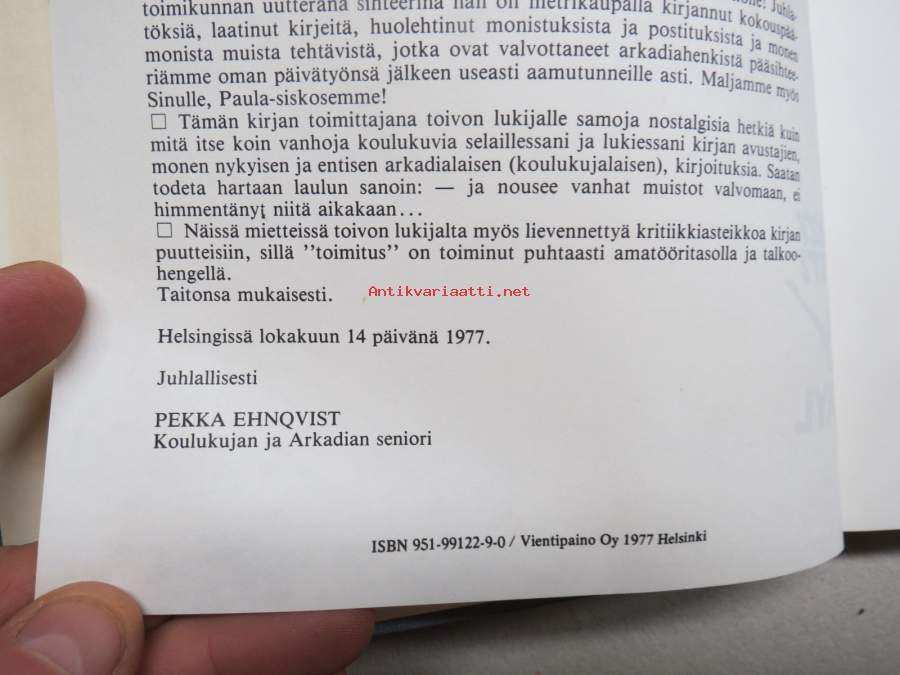 toimikunnan uutterana sihteerinä hän on metrikaupalla kirjannut kokouspää-
töksiä, laatinut kirjeitä, huolehtinut monistuksista ja postituksista ja monen
monista muista tehtävistä, jotka ovat valvottaneet arkadiahenkistä pääsihtee-
riämme oman päivätyönsä jälkeen useasti aamutunneille asti. Maljamme myös
Sinulle, Paula-siskosemme!
□ Tämän kirjan toimittajana toivon lukijalle samoja nostalgisia hetkiä kuin
mitä itse koin vanhoja koulukuvia selaillessani ja lukiessani kirjan avustajien,
monen nykyisen ja entisen arkadialaisen (koulukujalaisen), kirjoituksia. Saatan
todeta hartaan laulun sanoin: — ja nousee vanhat muistot valvomaan, ei
himmentänyt niitä aikakaan...
□ Näissä mietteissä toivon lukijalta myös lievennettyä kritiikkiasteikkoa kirjan
puutteisiin, sillä ”toimitus” on toiminut puhtaasti amatööritasolla ja talkoo-
hengellä.
Taitonsa mukaisesti.
Antikvariaatti.net
Helsingissä lokakuun 14 päivänä 1977.
Juhlallisesti
PEKKA EHNQVIST
Koulukujan ja Arkadian seniori
ISBN 951-99122-9-0 / Vientipaino Oy 1977 Helsinki